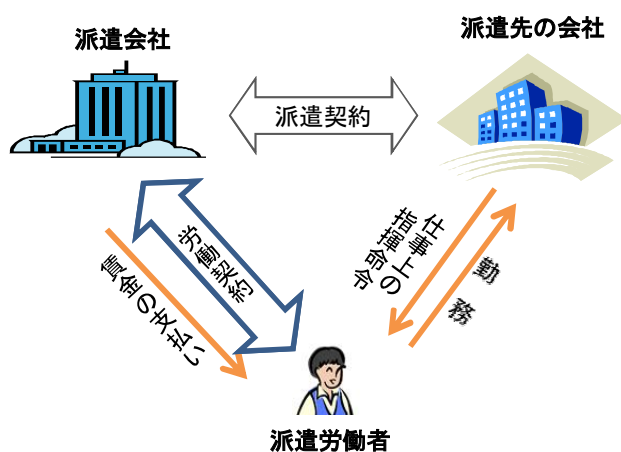 派遣会社
派遣先の会社
派遣契約
労働契約
賃金の支払い
仕事上の
指揮命令
勤務
派遣労働者